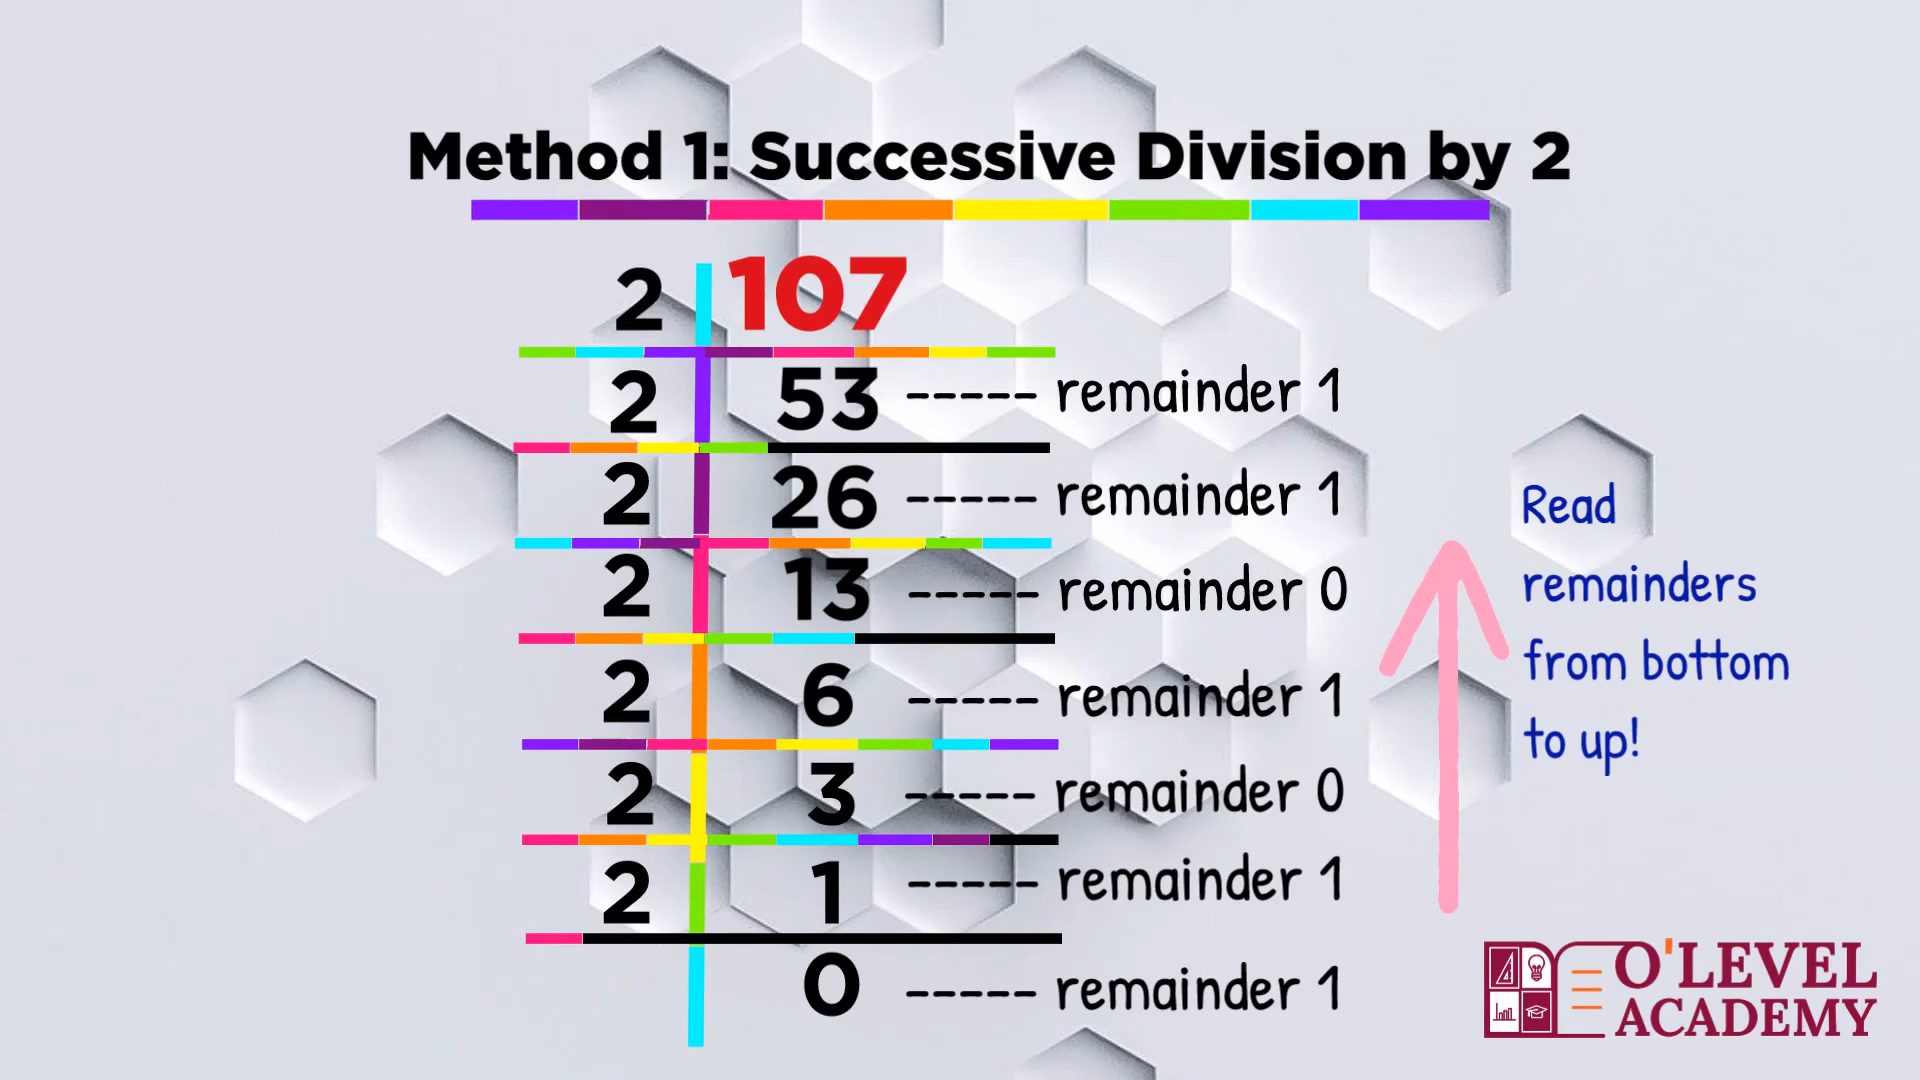 Method 1: Successive Division by 2
2 107
2 53 ----- remainder 1
2 26 ----- remainder 1
2 13 ----- remainder 0
2 6 ----- remainder 1
2 3 ----- remainder 0
2 1 ----- remainder 1
0 ----- remainder 1
Read
remainders
from bottom
to up!
O'LEVEL
ACADEMY